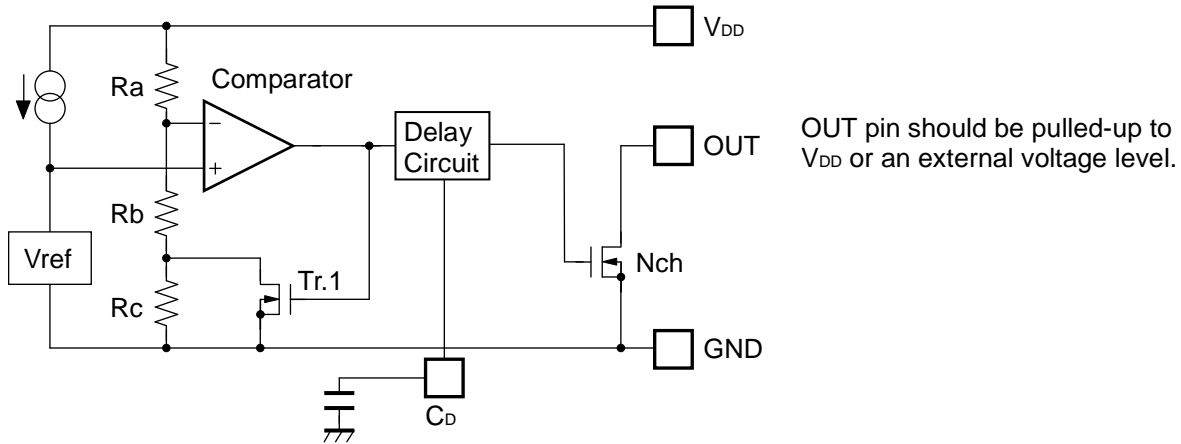 VDD
Ra
Comparator
−
+
Delay
Circuit
OUT
OUT pin should be pulled-up to
VDD or an external voltage level.
Rb
Vref
Tr.1
Nch
Rc
GND
CD